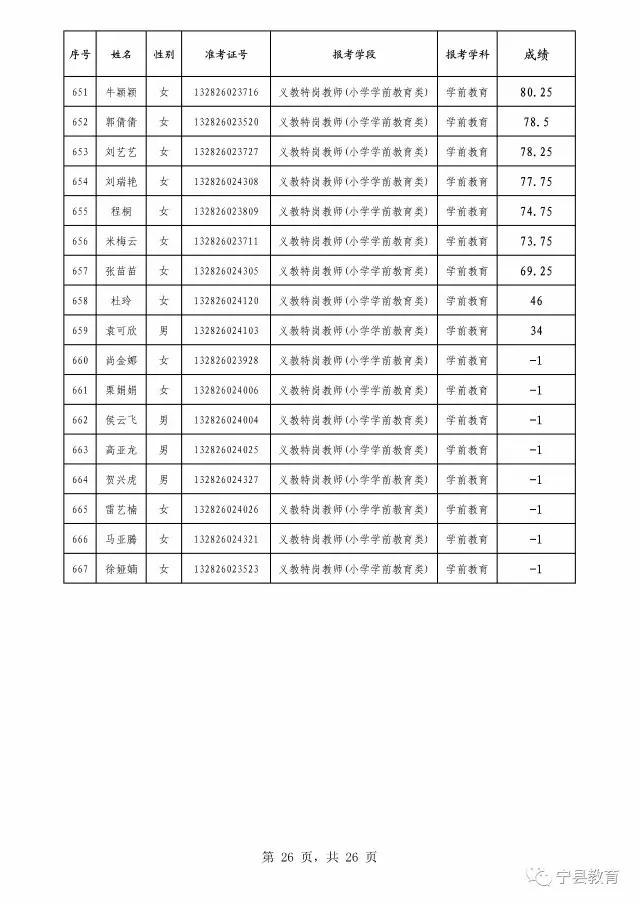 序号 姓名 性别 准考证号 报考学段 报考学科 成绩
651 牛颖颖 女 132826023716 义教特岗教师(小学学前教育类) 学前教育 80.25
652 郭倩倩 女 132826023520 义教特岗教师(小学学前教育类) 学前教育 78.5
653 刘艺艺 女 132826023727 义教特岗教师(小学学前教育类) 学前教育 78.25
654 刘瑞艳 女 132826024308 义教特岗教师(小学学前教育类) 学前教育 77.75
655 程桐 女 132826023809 义教特岗教师(小学学前教育类) 学前教育 74.75
656 米梅云 女 132826023711 义教特岗教师(小学学前教育类) 学前教育 73.75
657 张苗苗 女 132826024305 义教特岗教师(小学学前教育类) 学前教育 69.25
658 杜玲 女 132826024120 义教特岗教师(小学学前教育类) 学前教育 46
659 袁可欣 男 132826024103 义教特岗教师(小学学前教育类) 学前教育 34
660 尚金娜 女 132826023928 义教特岗教师(小学学前教育类) 学前教育 -1
661 栗娟娟 女 132826024006 义教特岗教师(小学学前教育类) 学前教育 -1
662 侯云飞 男 132826024004 义教特岗教师(小学学前教育类) 学前教育 -1
663 高亚龙 男 132826024025 义教特岗教师(小学学前教育类) 学前教育 -1
664 贺兴虎 男 132826024327 义教特岗教师(小学学前教育类) 学前教育 -1
665 雷艺楠 女 132826024026 义教特岗教师(小学学前教育类) 学前教育 -1
666 马亚腾 女 132826024321 义教特岗教师(小学学前教育类) 学前教育 -1
667 徐娅婻 女 132826023523 义教特岗教师(小学学前教育类) 学前教育 -1
第 26 页，共 26 页
宁县教育